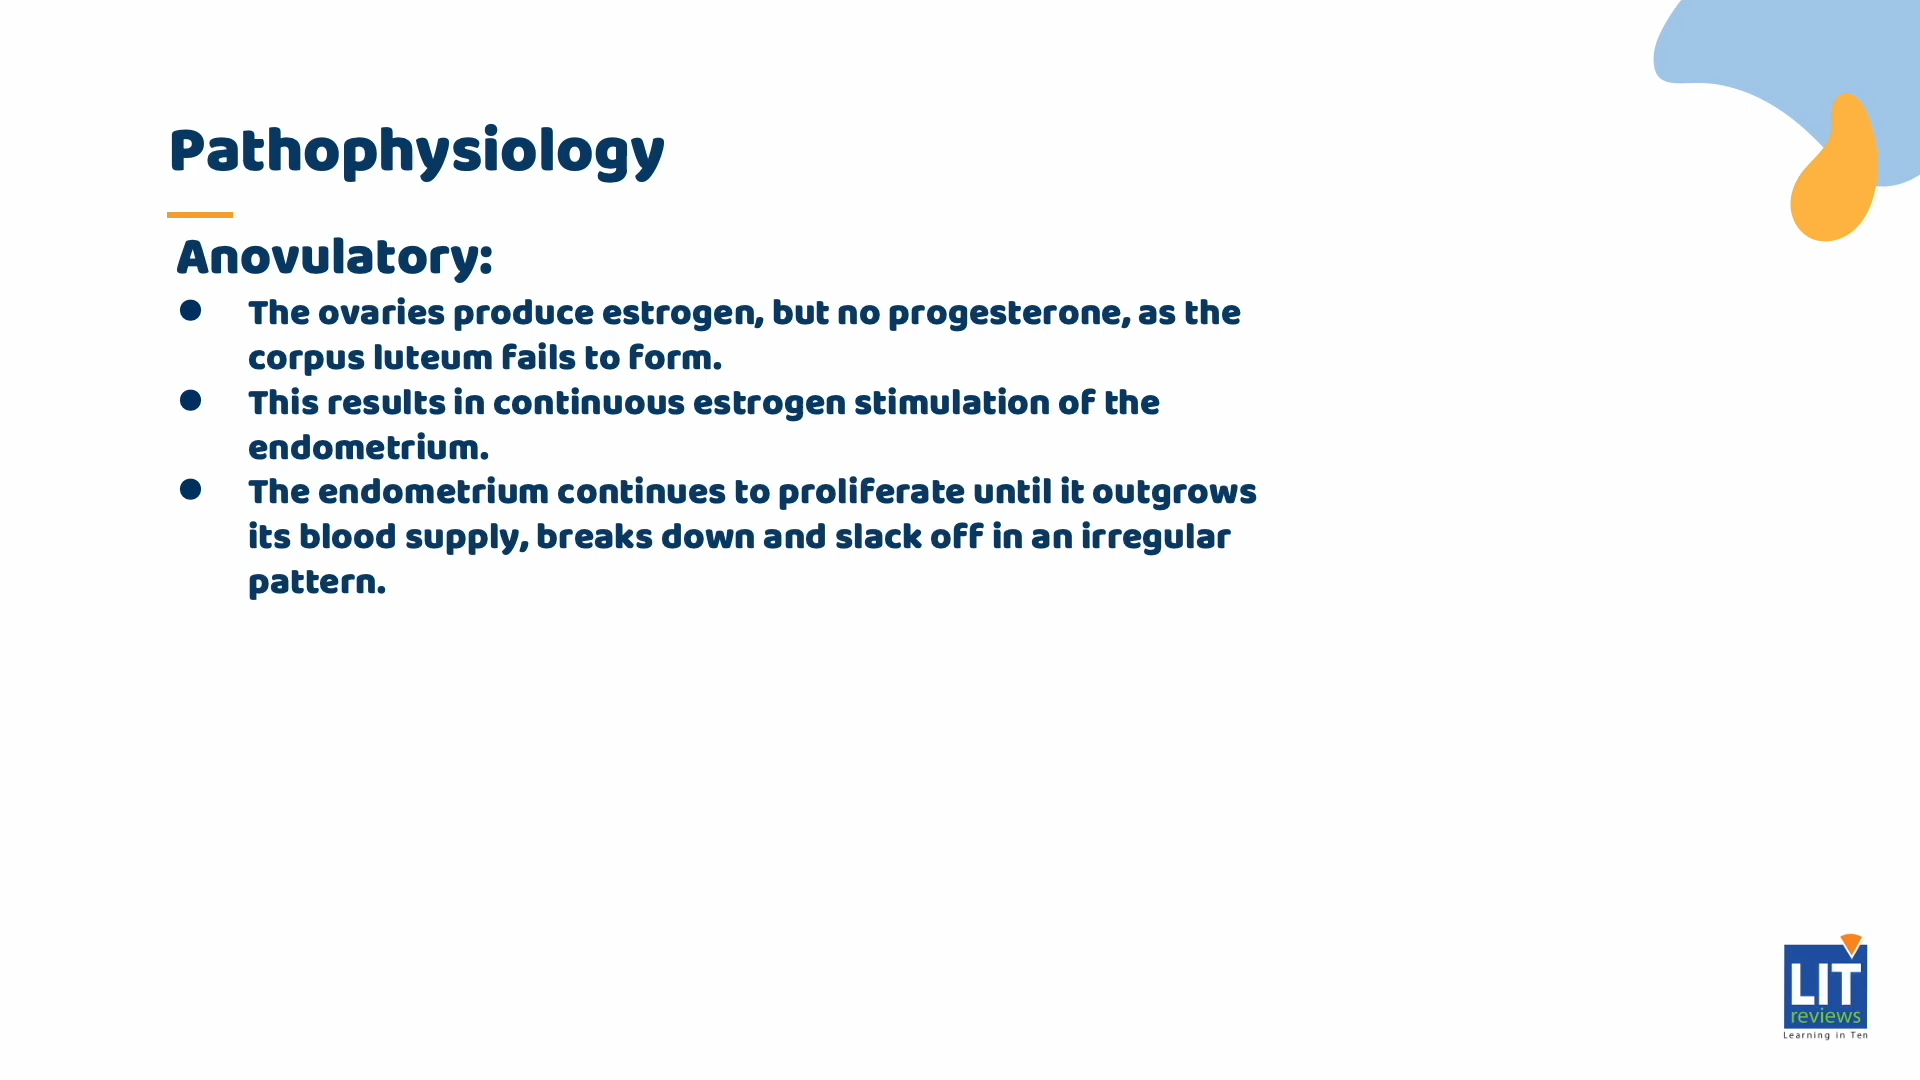 Pathophysiology
Anovulatory:
● The ovaries produce estrogen, but no progesterone, as the
corpus luteum fails to form.
● This results in continuous estrogen stimulation of the
endometrium.
● The endometrium continues to proliferate until it outgrows
its blood supply, breaks down and slack off in an irregular
pattern.
LIT
reviews
Learning in Ten